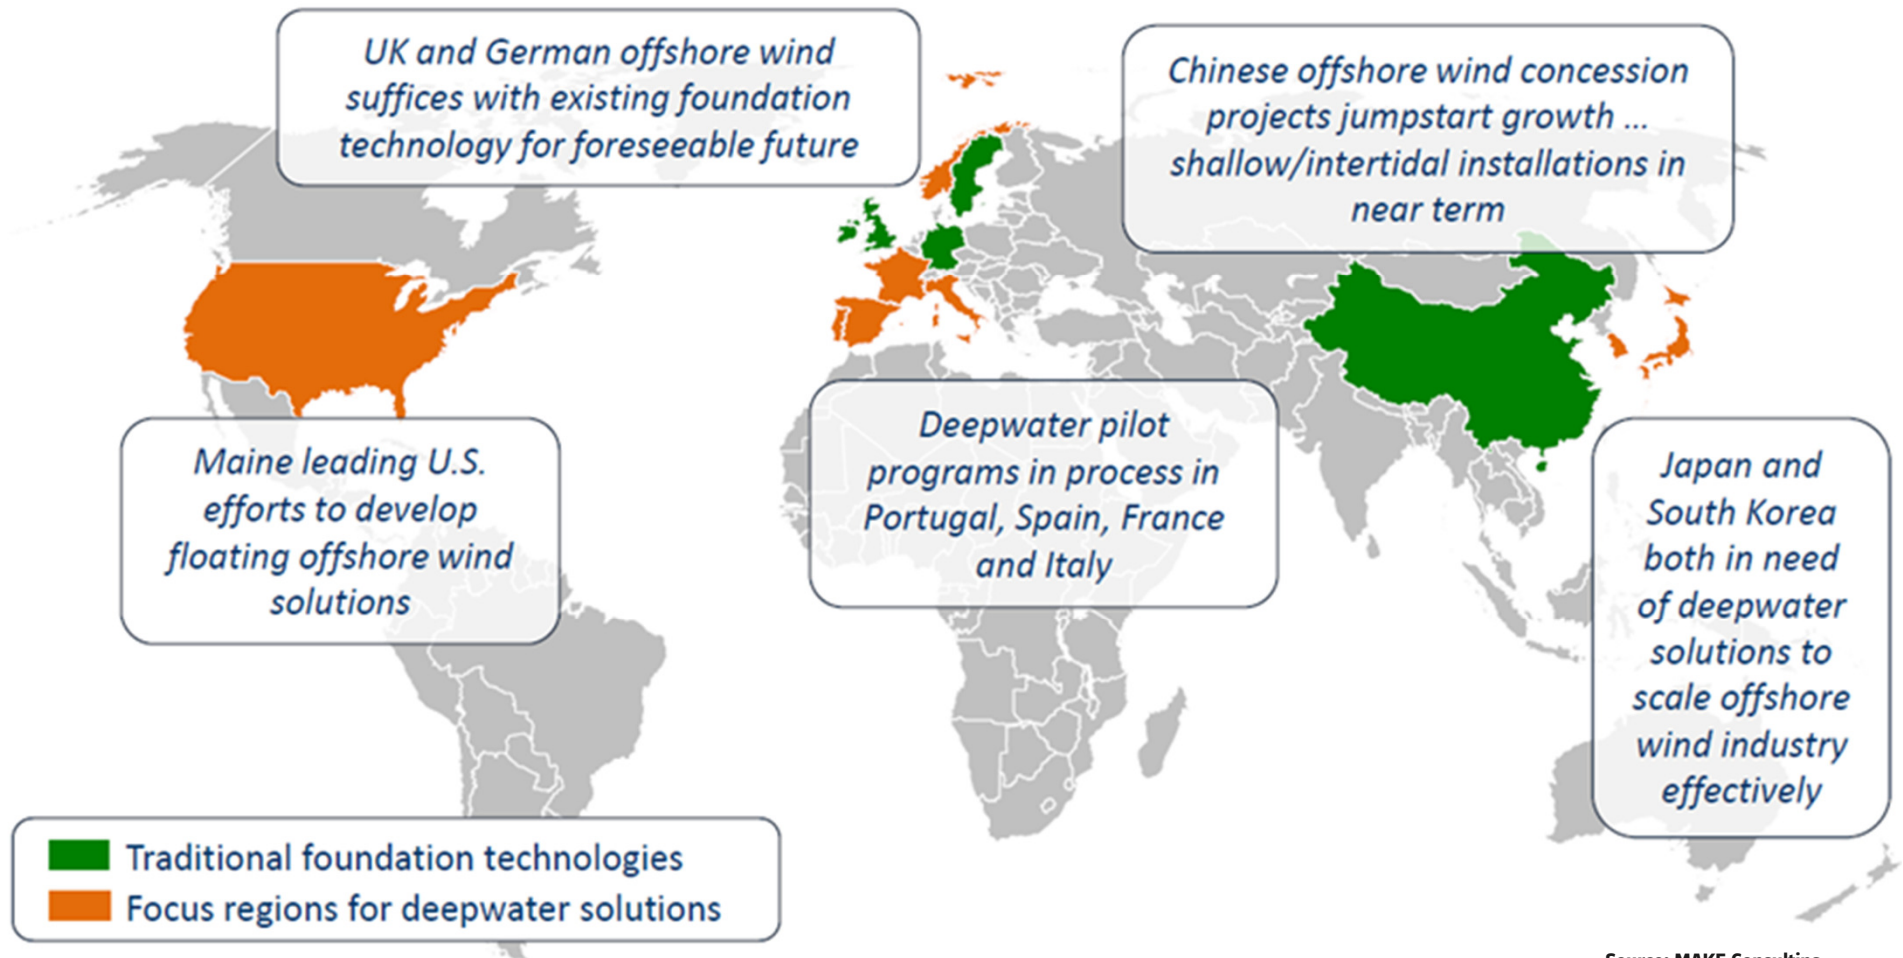 UK and German offshore wind
suffices with existing foundation
technology for foreseeable future
Chinese offshore wind concession
projects jumpstart growth ...
shallow/intertidal installations in
near term
Maine leading U.S.
efforts to develop
floating offshore wind
solutions
Deepwater pilot
programs in process in
Portugal, Spain, France
and Italy
Japan and
South Korea
both in need
of deepwater
solutions to
scale offshore
wind industry
effectively
Traditional foundation technologies
Focus regions for deepwater solutions
Source: MAKE Consulting